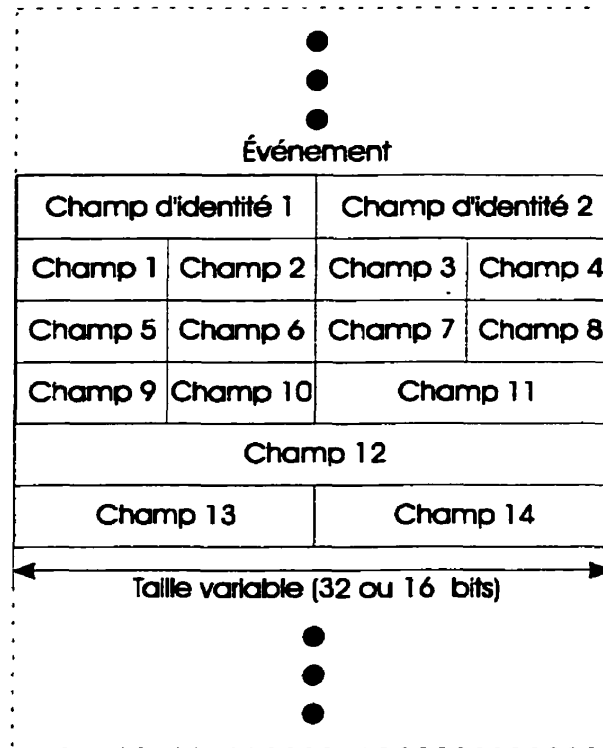 Événement
Champ d'identité 1 Champ d'identité 2
Champ 1 Champ 2 Champ 3 Champ 4
Champ 5 Champ 6 Champ 7 Champ 8
Champ 9 Champ 10 Champ 11
Champ 12
Champ 13 Champ 14
Taille variable (32 ou 16 bits)